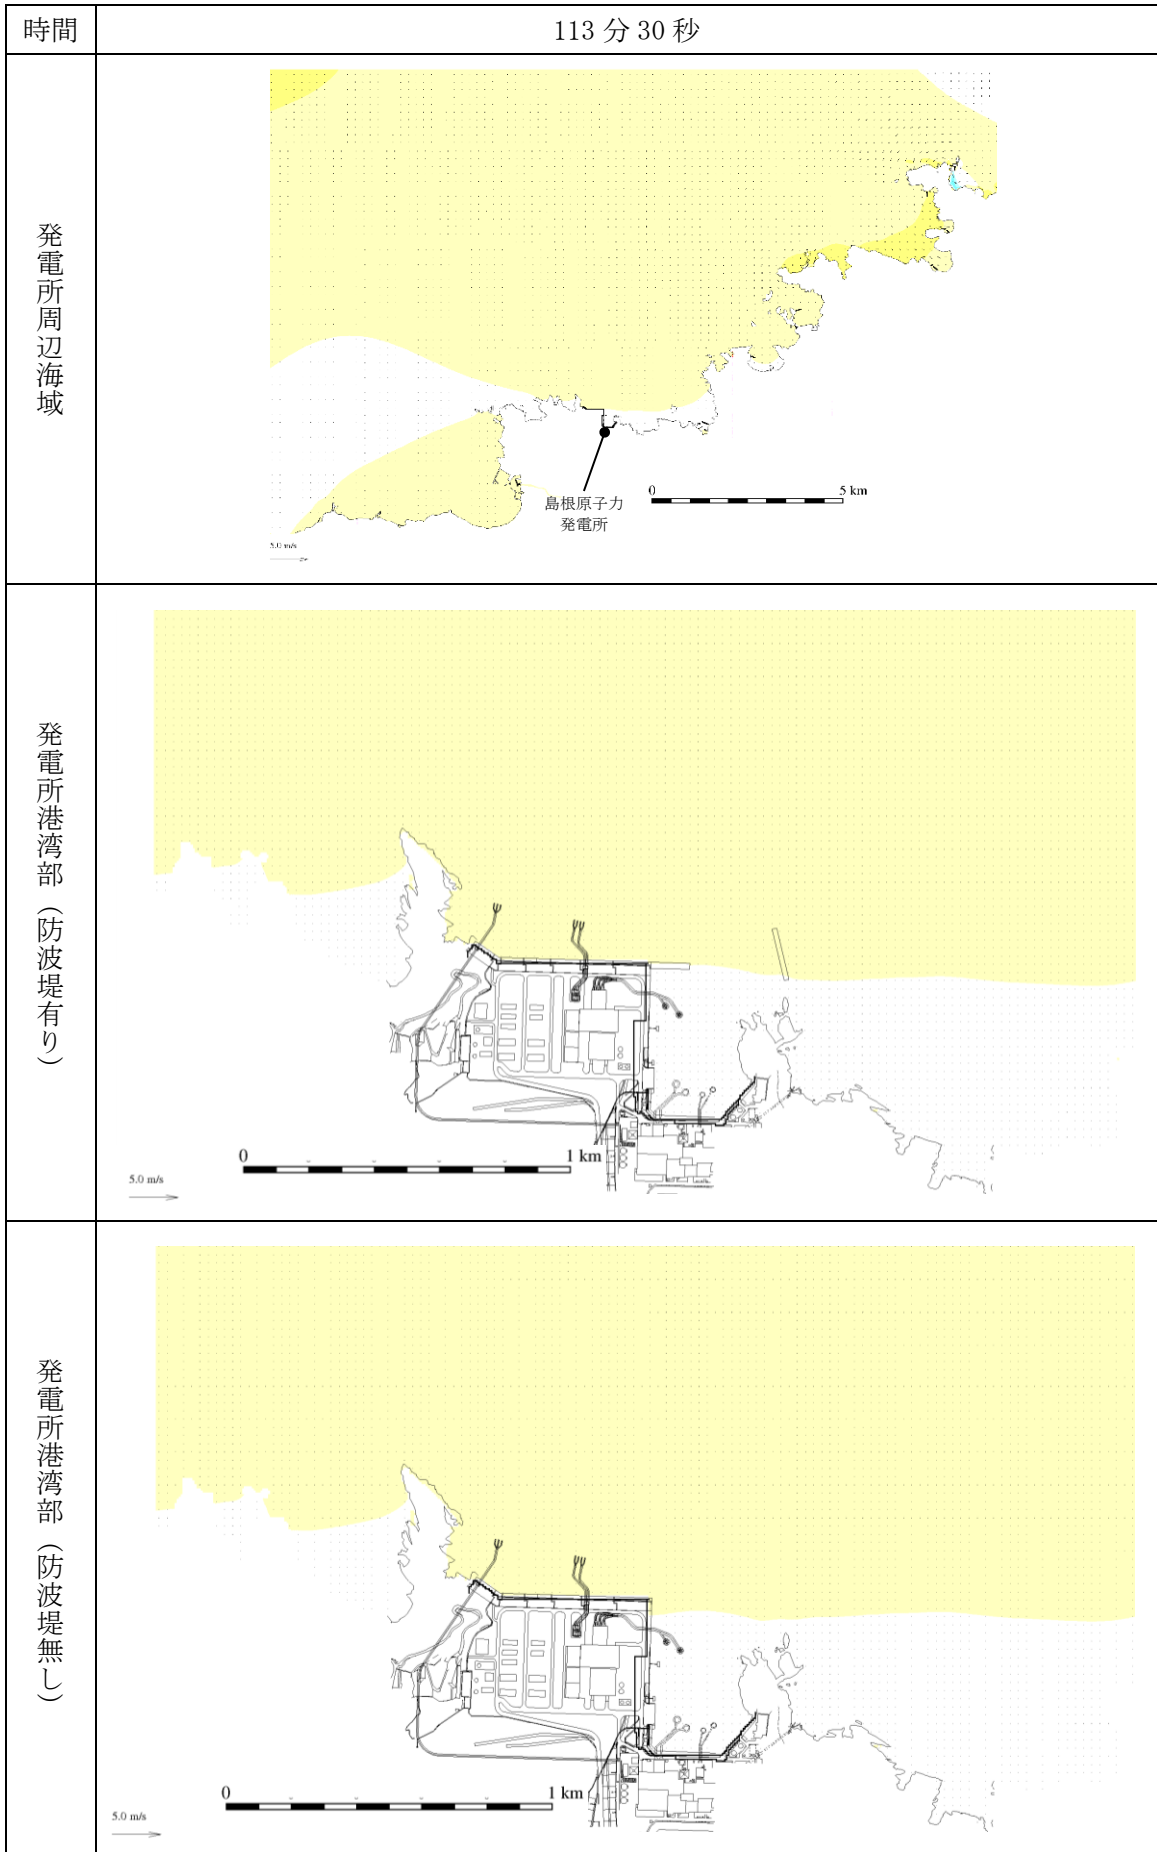 時間
113 分 30 秒
発電所周辺海域
島根原子力
発電所
0 5 km
5.0 m/s
発電所港湾部（防波堤有り）
0 1 km
5.0 m/s
発電所港湾部（防波堤無し）
0 1 km
5.0 m/s